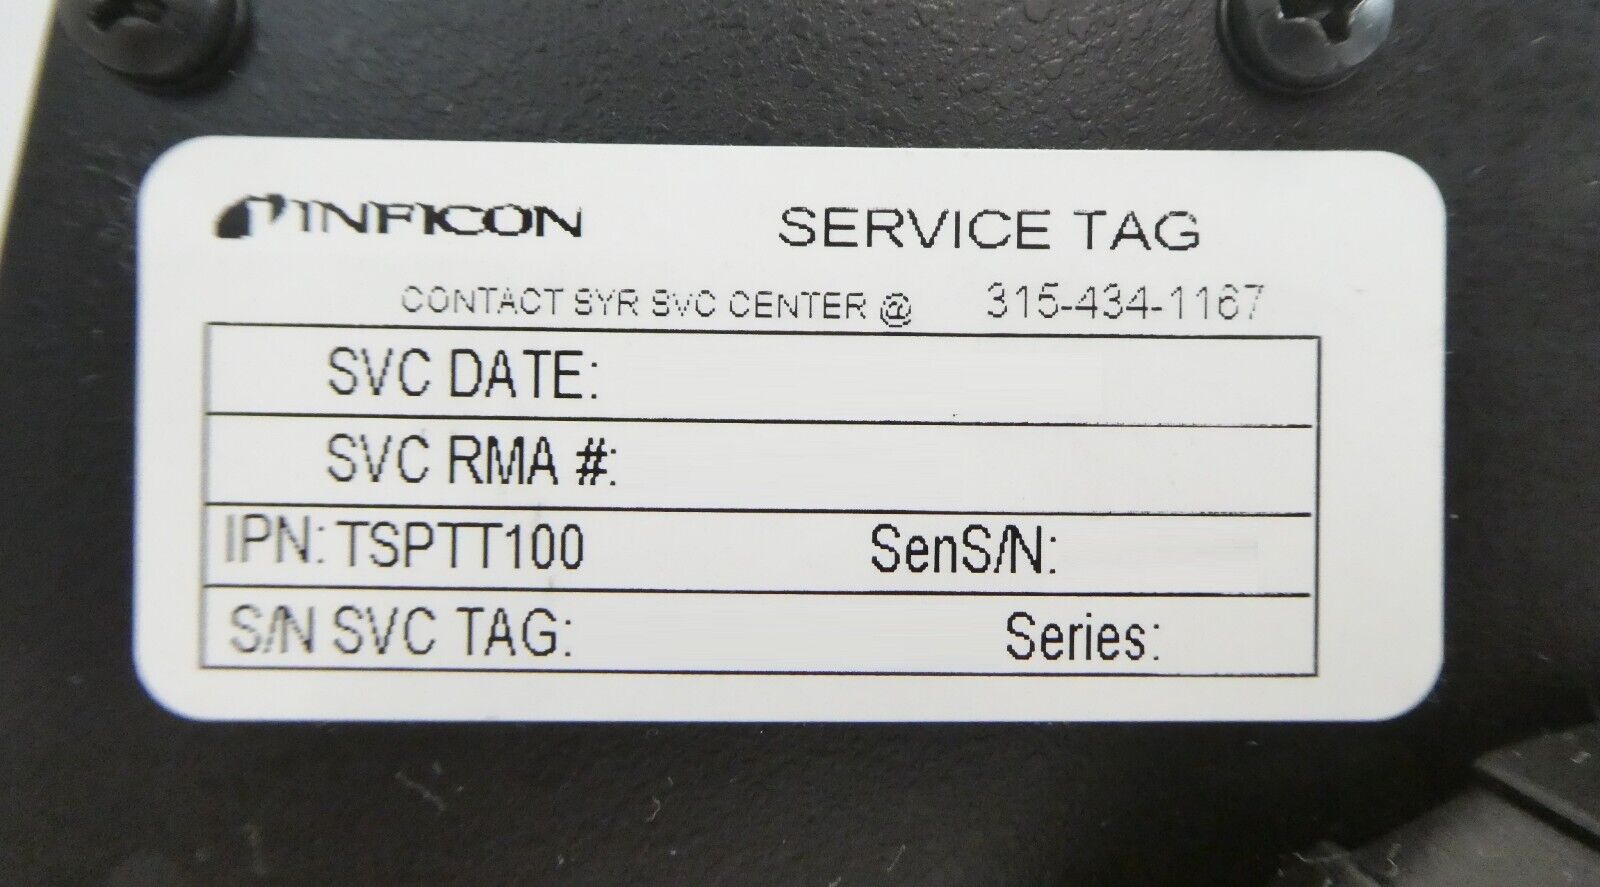 INFICON SERVICE TAG
CONTACT SYR SVC CENTER @ 315-434-1167
SVC DATE:
SVC RMA #:
IPN: TSPTT100 SenS/N:
S/N SVC TAG: Series: